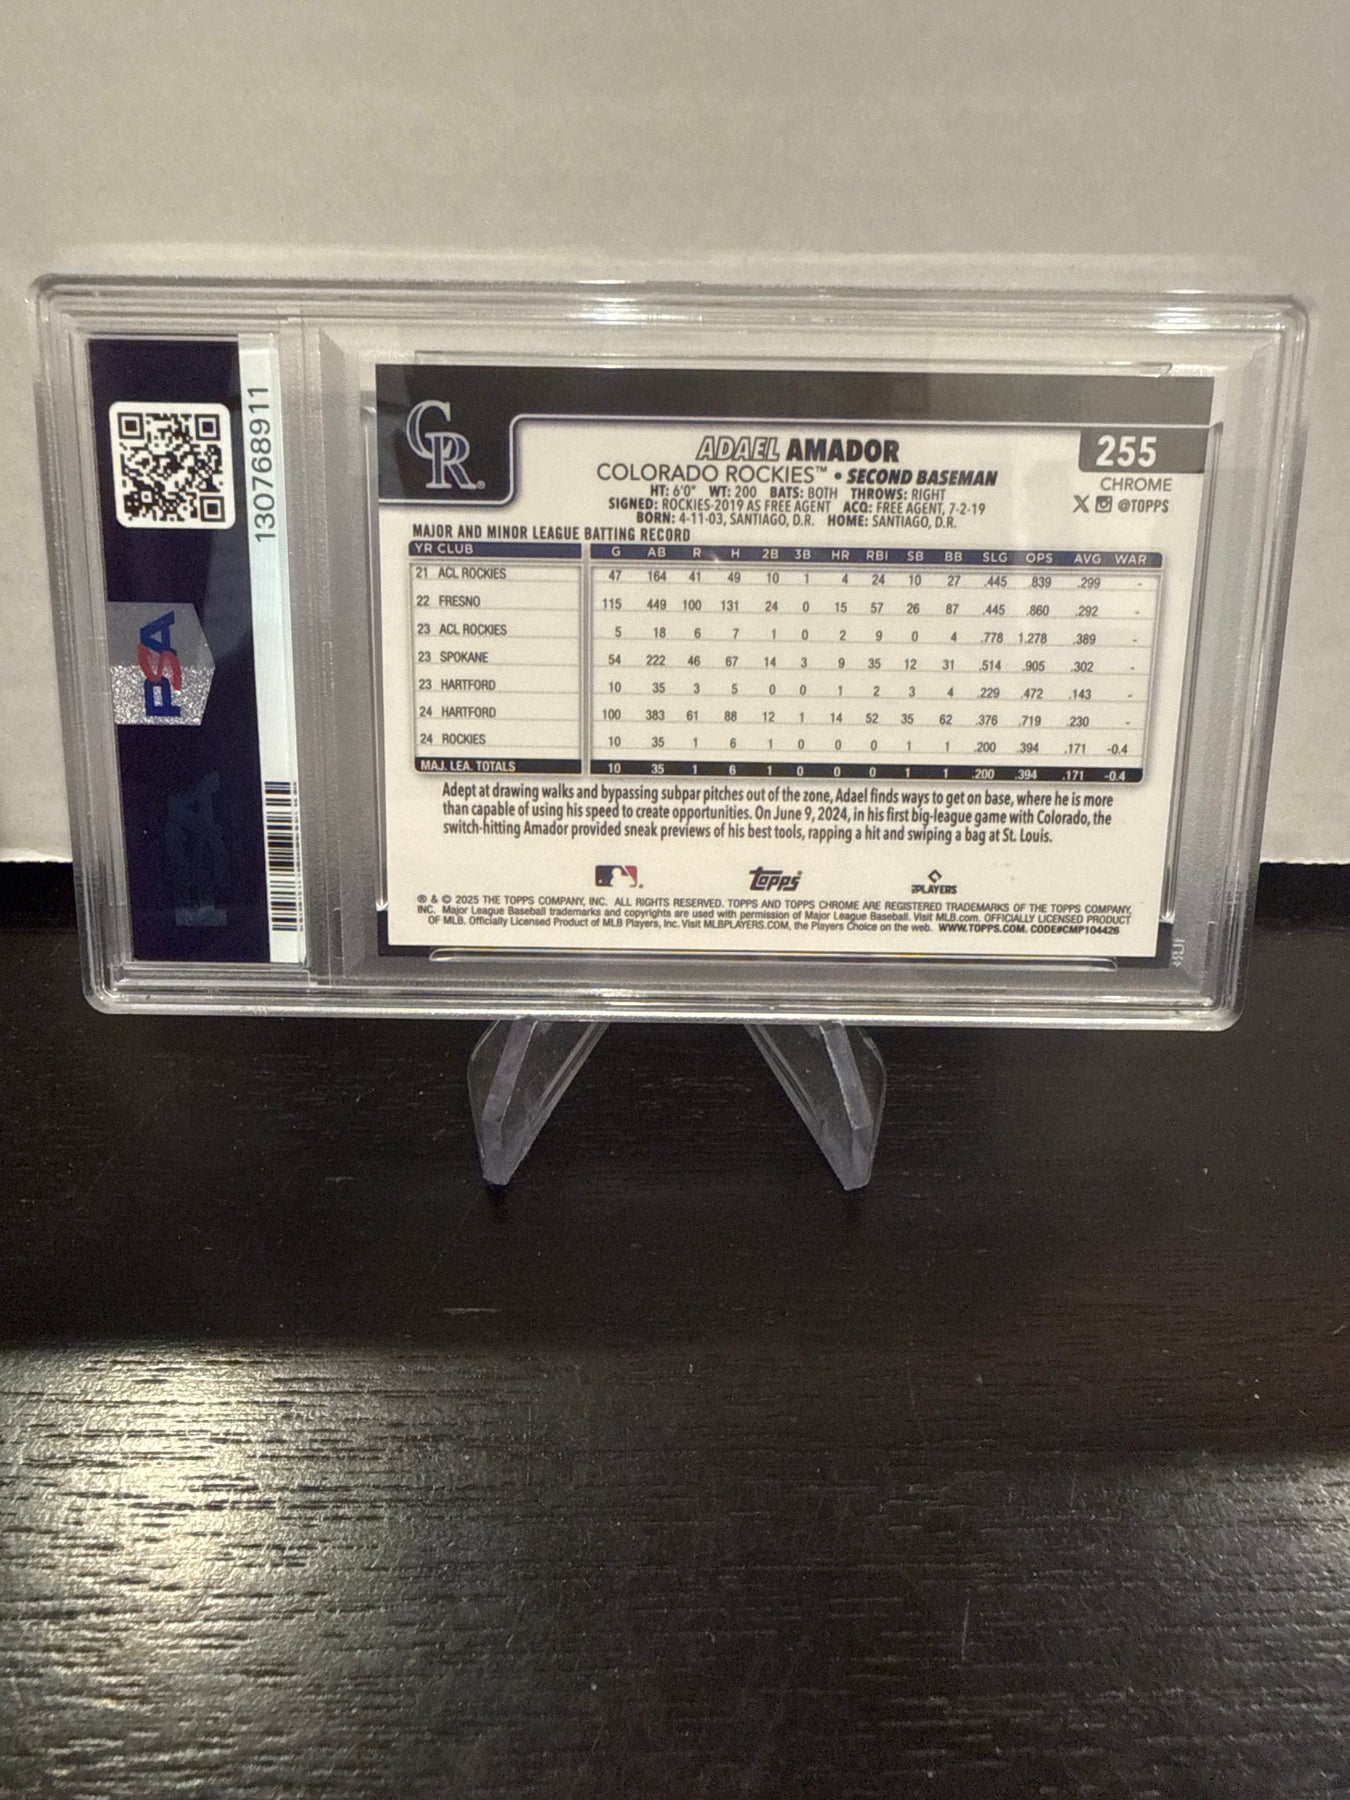 130768911
PSA
CR
ADAEL AMADOR
COLORADO ROCKIES™ • SECOND BASEMAN
HT: 6'0" WT: 200 BATS: BOTH THROWS: RIGHT
SIGNED: ROCKIES-2019 AS FREE AGENT ACQ: FREE AGENT, 7-2-19
BORN: 4-11-03, SANTIAGO, D.R. HOME: SANTIAGO, D.R.
255
CHROME
X @TOPPS
MAJOR AND MINOR LEAGUE BATTING RECORD
YR CLUB G AB R H 2B 3B HR RBI SB BB SLG OPS AVG WAR
21 ACL ROCKIES 47 164 41 49 10 1 4 24 10 27 .445 .839 .299 -
22 FRESNO 115 449 100 131 24 0 15 57 26 87 .445 .860 .292 -
23 ACL ROCKIES 5 18 6 7 1 0 2 9 0 4 .778 1.278 .389 -
23 SPOKANE 54 222 46 67 14 3 9 35 12 31 .514 .905 .302 -
23 HARTFORD 10 35 3 5 0 0 1 2 3 4 .229 .472 .143 -
24 HARTFORD 100 383 61 88 12 1 14 52 35 62 .376 .719 .230 -
24 ROCKIES 10 35 1 6 1 0 0 0 1 1 .200 .394 .171 -0.4
MAJ. LEA. TOTALS 10 35 1 6 1 0 0 0 1 1 .200 .394 .171 -0.4
Adept at drawing walks and bypassing subpar pitches out of the zone, Adael finds ways to get on base, where he is more
than capable of using his speed to create opportunities. On June 9, 2024, in his first big-league game with Colorado, the
switch-hitting Amador provided sneak previews of his best tools, rapping a hit and swiping a bag at St. Louis.
Topps
PLAYERS
® & © 2025 THE TOPPS COMPANY, INC. ALL RIGHTS RESERVED. TOPPS AND TOPPS CHROME ARE REGISTERED TRADEMARKS OF THE TOPPS COMPANY,
INC. Major League Baseball trademarks and copyrights are used with permission of Major League Baseball. Visit MLB.com. OFFICIALLY LICENSED PRODUCT
OF MLB. Officially Licensed Product of MLB Players, Inc. Visit MLBPLAYERS.COM, the Players Choice on the web. WWW.TOPPS.COM. CODE#CMP104426